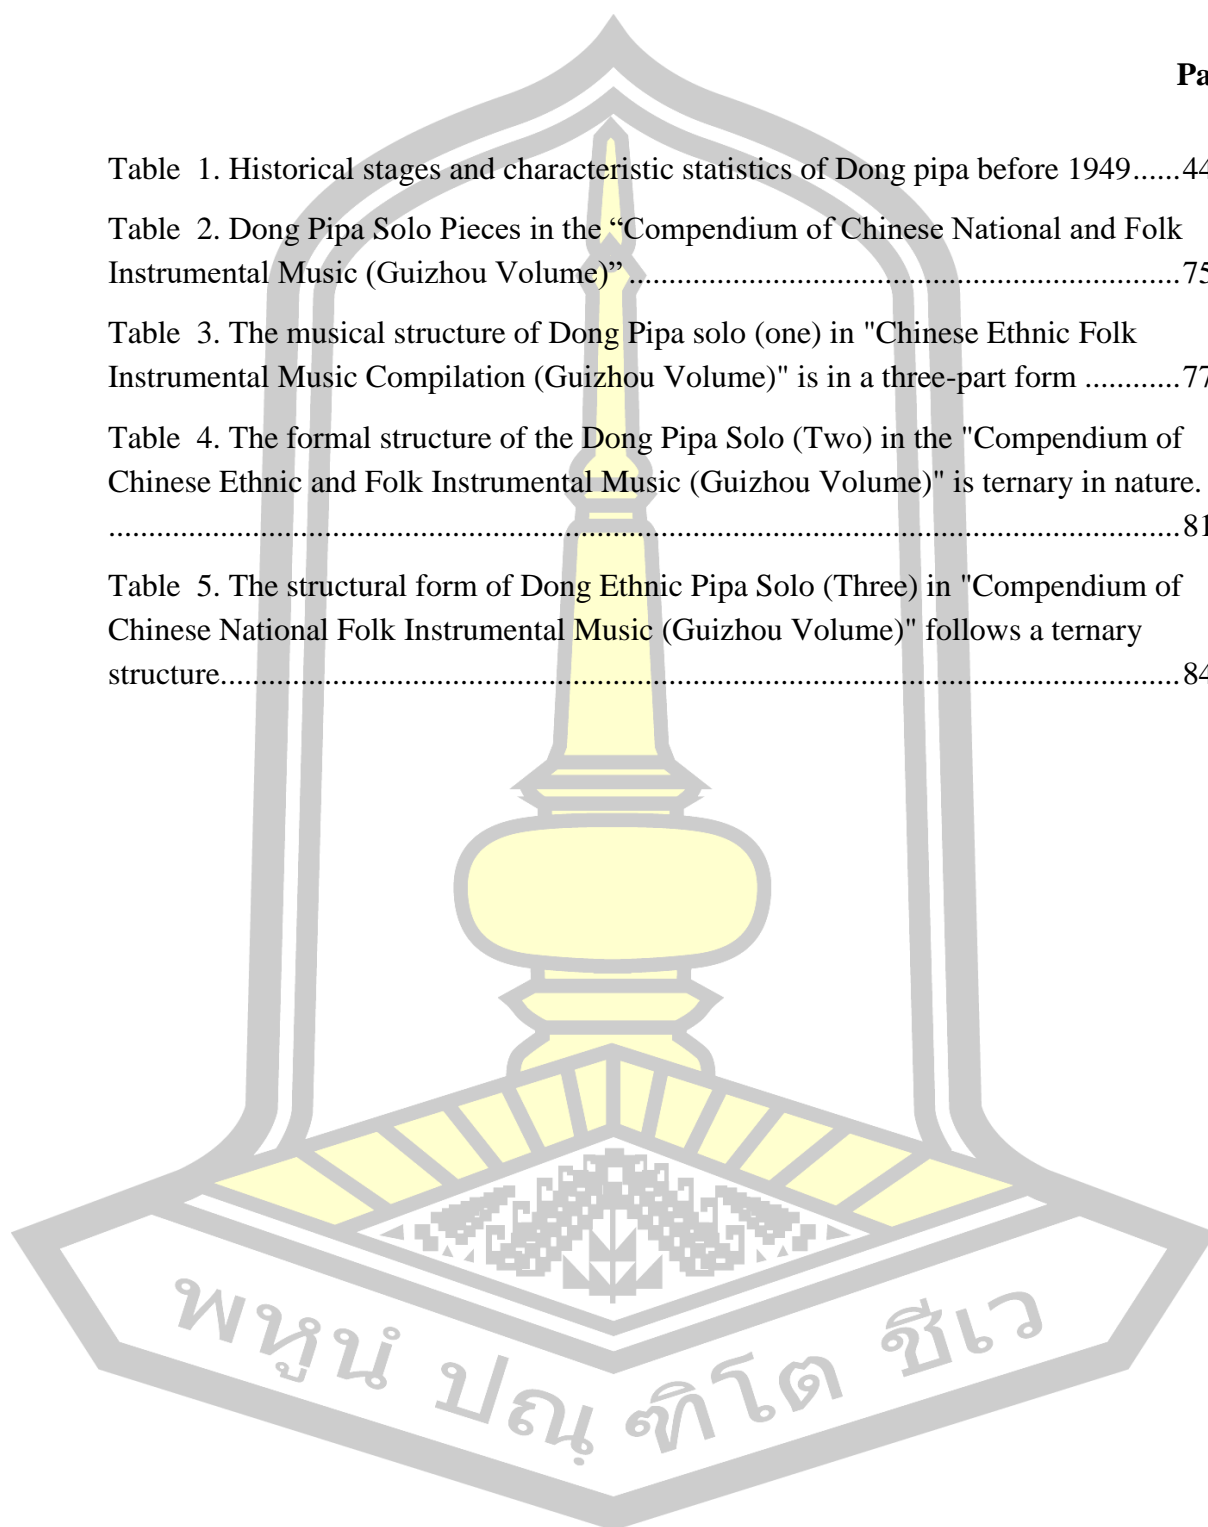 Pa
Table 1. Historical stages and characteristic statistics of Dong pipa before 1949......44
Table 2. Dong Pipa Solo Pieces in the “Compendium of Chinese National and Folk
Instrumental Music (Guizhou Volume)” ....................................................................75
Table 3. The musical structure of Dong Pipa solo (one) in "Chinese Ethnic Folk
Instrumental Music Compilation (Guizhou Volume)" is in a three-part form ............77
Table 4. The formal structure of the Dong Pipa Solo (Two) in the "Compendium of
Chinese Ethnic and Folk Instrumental Music (Guizhou Volume)" is ternary in nature.
....................................................................................................................................81
Table 5. The structural form of Dong Ethnic Pipa Solo (Three) in "Compendium of
Chinese National Folk Instrumental Music (Guizhou Volume)" follows a ternary
structure......................................................................................................................84
พหูนํ ปณฺฑิโต ชีเว